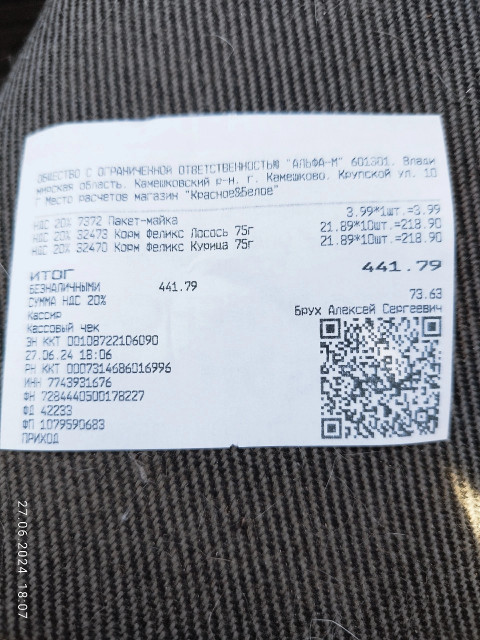 ОБЩЕСТВО С ОГРАНИЧЕННОЙ ОТВЕТСТВЕННОСТЬЮ "АЛЬФА-М" 601301. Влади
мирская область. Камешковский р-н. г. Камешково. Крупской ул. 10
Г Место расчетов магазин "Красное&Белое"
НДС 20% 7372 Пакет-майка 3.99*1шт.=3.99
НДС 20% 32473 Корм Феликс Лосось 75г 21.89*10шт.=218.90
НДС 20% 32470 Корм Феликс Курица 75г 21.89*10шт.=218.90
ИТОГ 441.79
БЕЗНАЛИЧНЫМИ 441.79
СУММА НДС 20% 73.63
Кассир Брух Алексей Сергеевич
Кассовый чек
ЗН ККТ 00108722106090
27.06.24 18:06
РН ККТ 0007314686016996
ИНН 7743931676
ФН 7284440500178227
ФД 42233
ФП 1079590683
ПРИХОД
27.06.2024 18:07